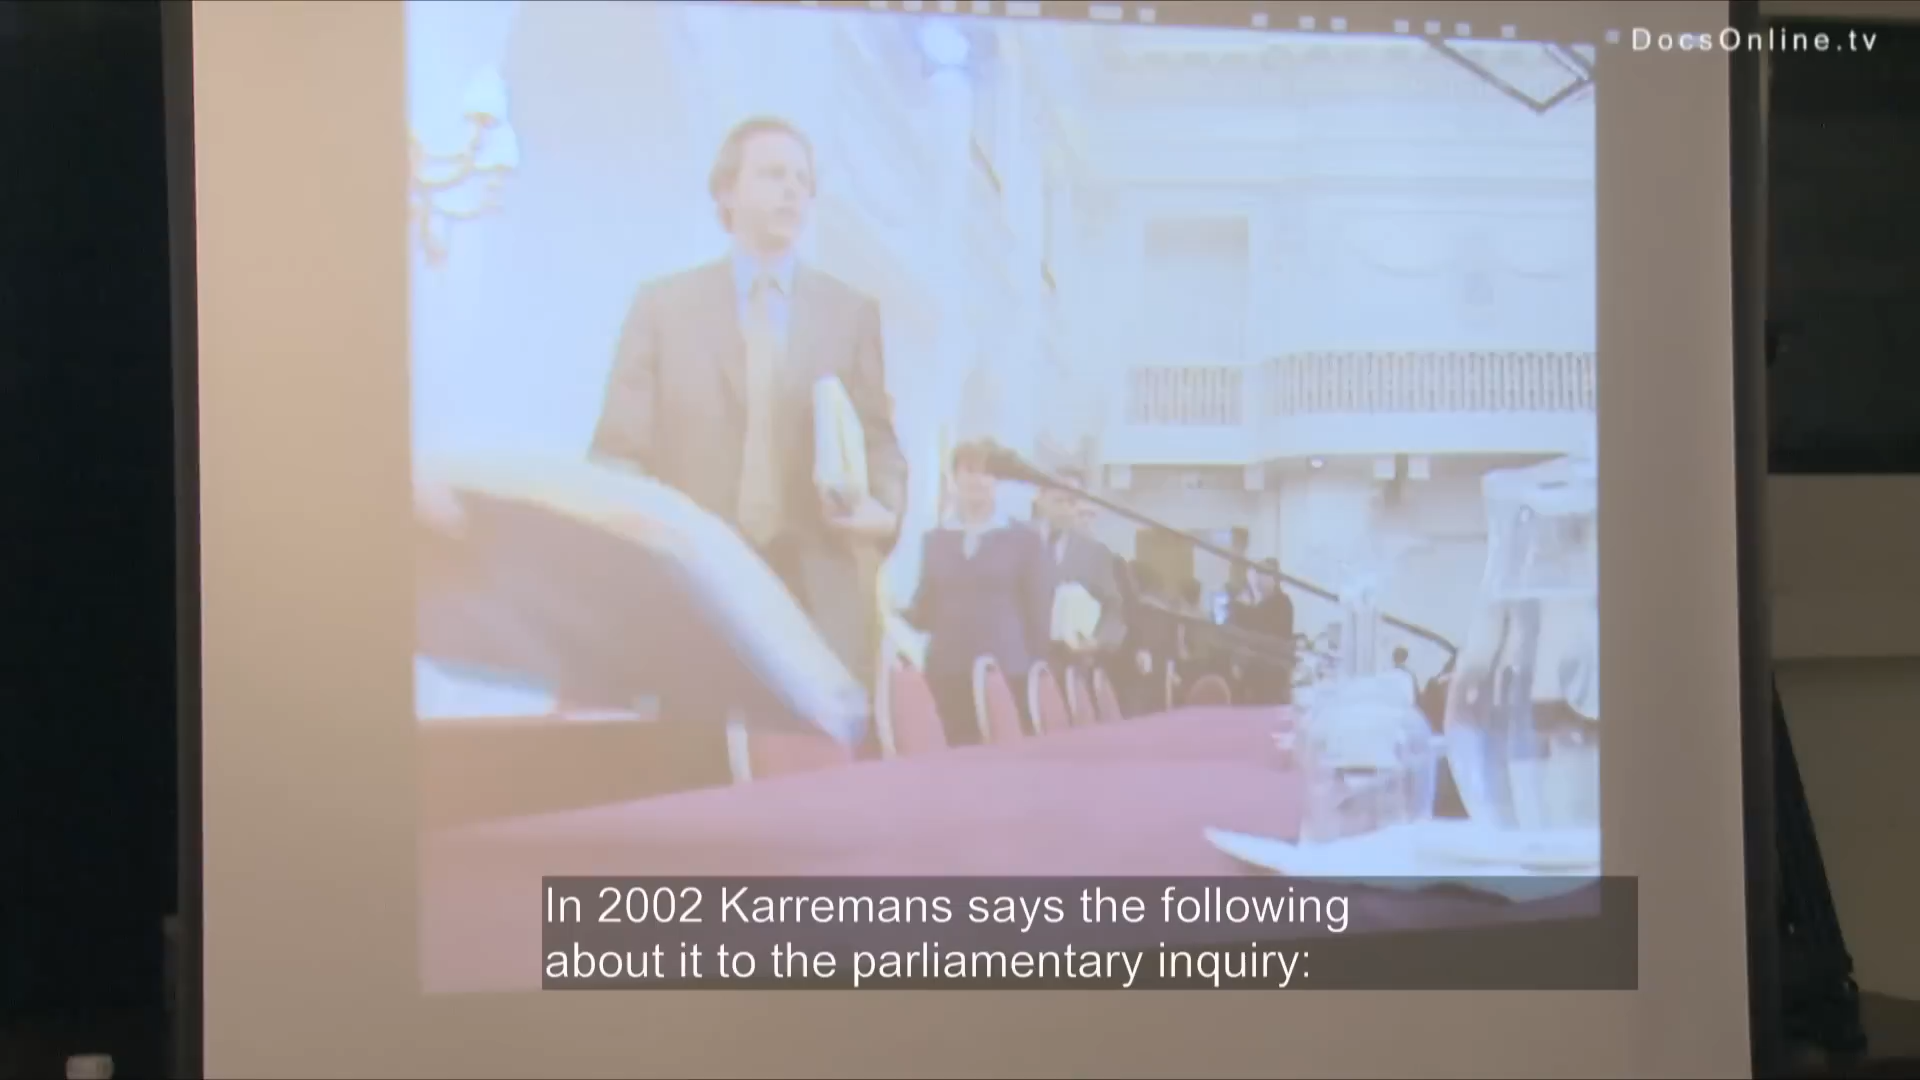 DocsOnline.tv
In 2002 Karremans says the following
about it to the parliamentary inquiry: